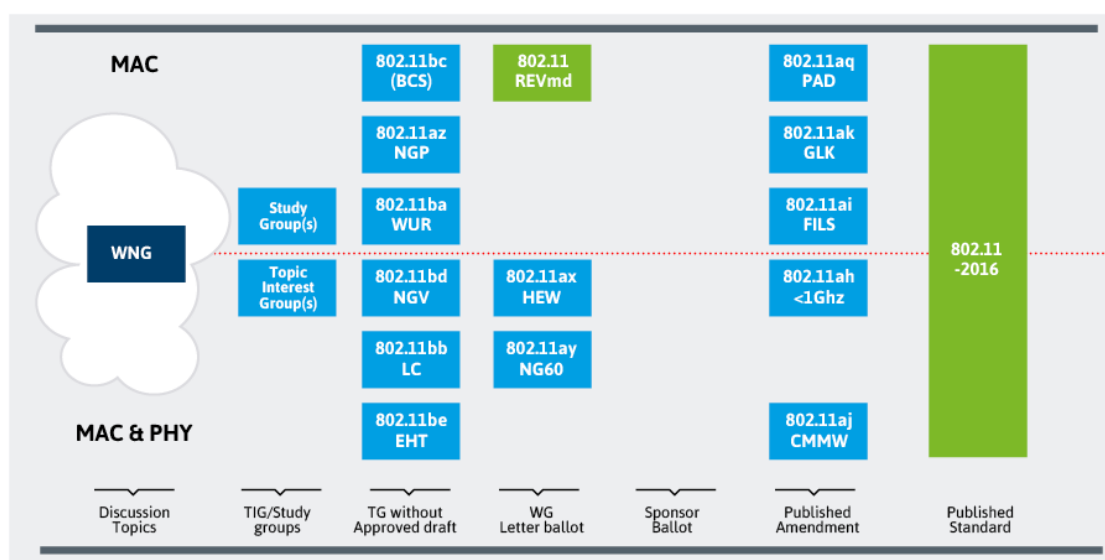 MAC
802.11bc
(BCS)
802.11
REVmd
802.11aq
PAD
802.11az
NGP
802.11ak
GLK
Study
Group(s)
802.11ba
WUR
802.11ai
FILS
WNG
802.11
-2016
Topic
Interest
Group(s)
802.11bd
NGV
802.11ax
HEW
802.11ah
<1Ghz
802.11bb
LC
802.11ay
NG60
MAC & PHY
802.11be
EHT
802.11aj
CMMW
Discussion
Topics
TIG/Study
groups
TG without
Approved draft
WG
Letter ballot
Sponsor
Ballot
Published
Amendment
Published
Standard